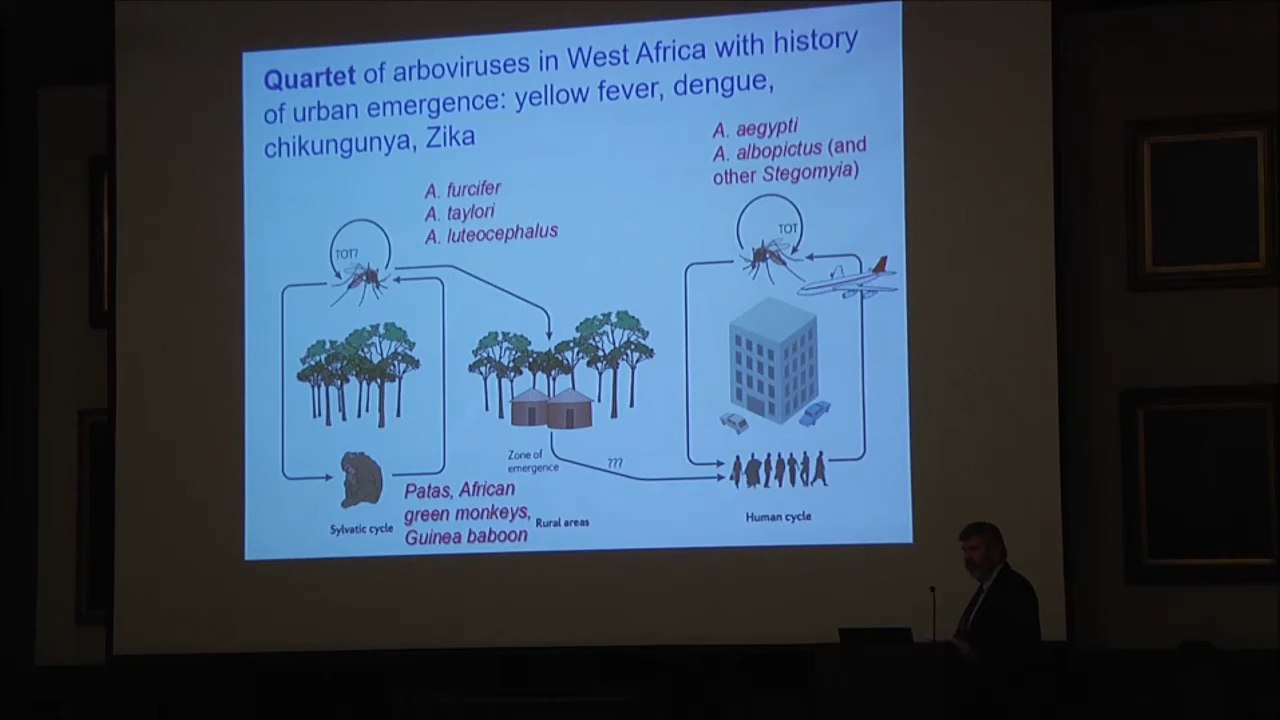 Quartet of arboviruses in West Africa with history
of urban emergence: yellow fever, dengue,
chikungunya, Zika
A. aegypti
A. albopictus (and
other Stegomyia)
A. furcifer
A. taylori
A. luteocephalus
TOT?
TOT
Zone of
emergence
???
Patas, African
green monkeys,
Guinea baboon
Sylvatic cycle
Rural areas
Human cycle